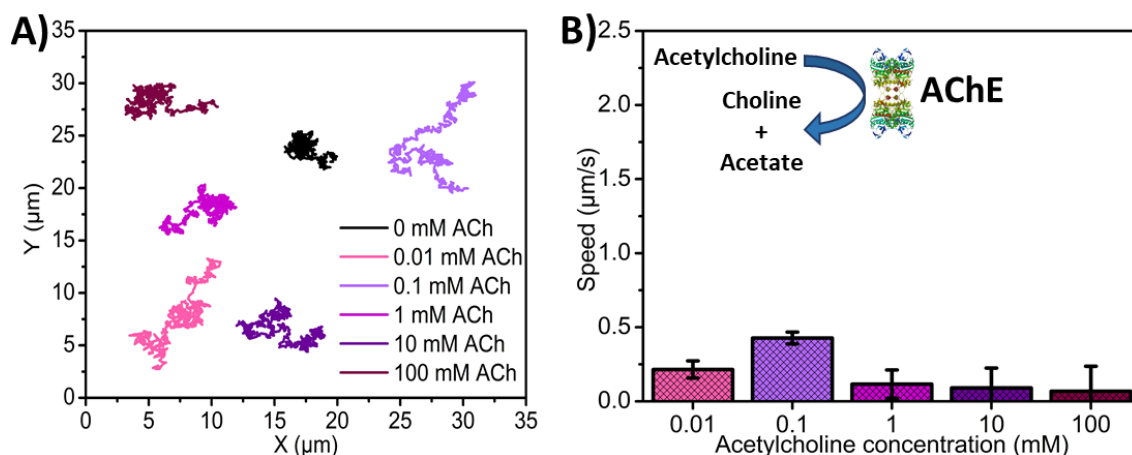 A)
35
30
25
20
15
10
5
0
Y (μm)
0 mM ACh
0.01 mM ACh
0.1 mM ACh
1 mM ACh
10 mM ACh
100 mM ACh
0 5 10 15 20 25 30 35
X (μm)
B)
2.5
2.0
1.5
1.0
0.5
0.0
Speed (μm/s)
Acetylcholine
Choline
+
Acetate
AChE
0.01 0.1 1 10 100
Acetylcholine concentration (mM)